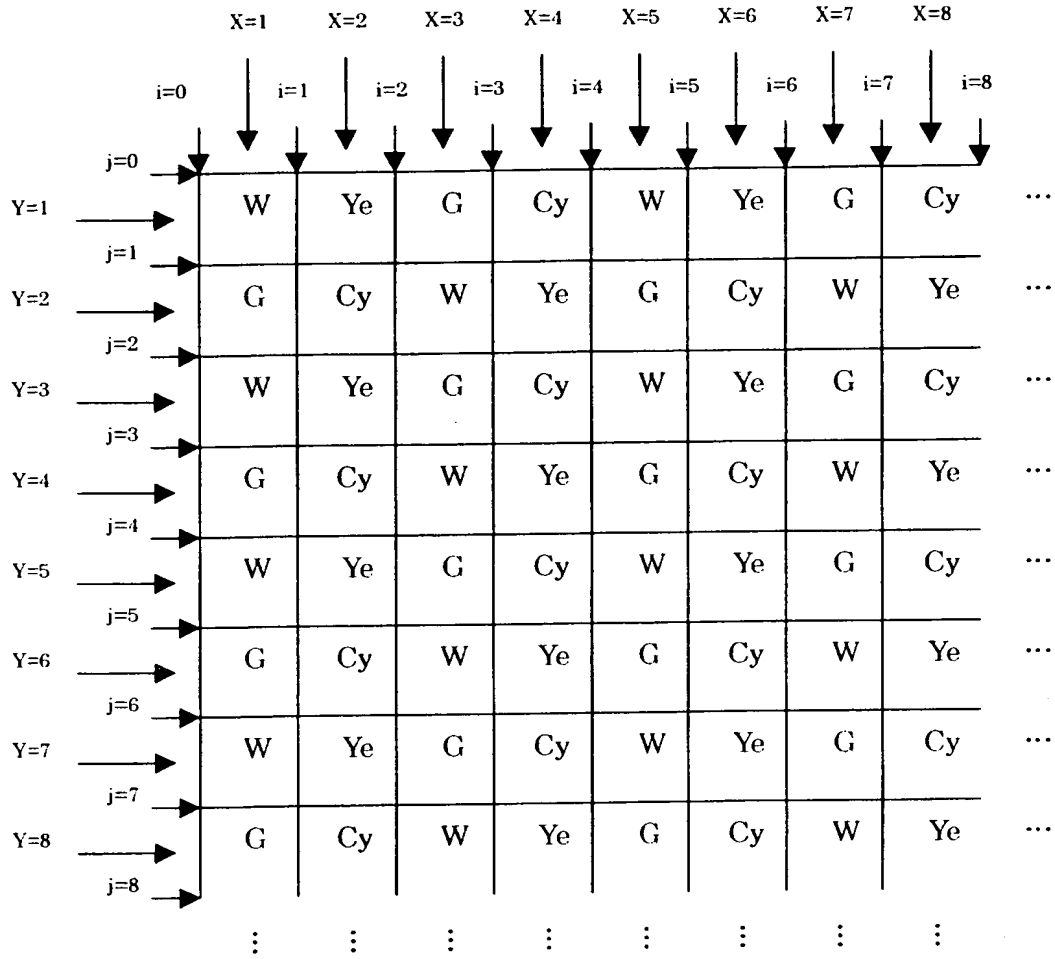 X=1 X=2 X=3 X=4 X=5 X=6 X=7 X=8
i=0 i=1 i=2 i=3 i=4 i=5 i=6 i=7 i=8
j=0
Y=1 W Ye G Cy W Ye G Cy ...
j=1
Y=2 G Cy W Ye G Cy W Ye ...
j=2
Y=3 W Ye G Cy W Ye G Cy ...
j=3
Y=4 G Cy W Ye G Cy W Ye ...
j=4
Y=5 W Ye G Cy W Ye G Cy ...
j=5
Y=6 G Cy W Ye G Cy W Ye ...
j=6
Y=7 W Ye G Cy W Ye G Cy ...
j=7
Y=8 G Cy W Ye G Cy W Ye ...
j=8
⋮ ⋮ ⋮ ⋮ ⋮ ⋮ ⋮ ⋮